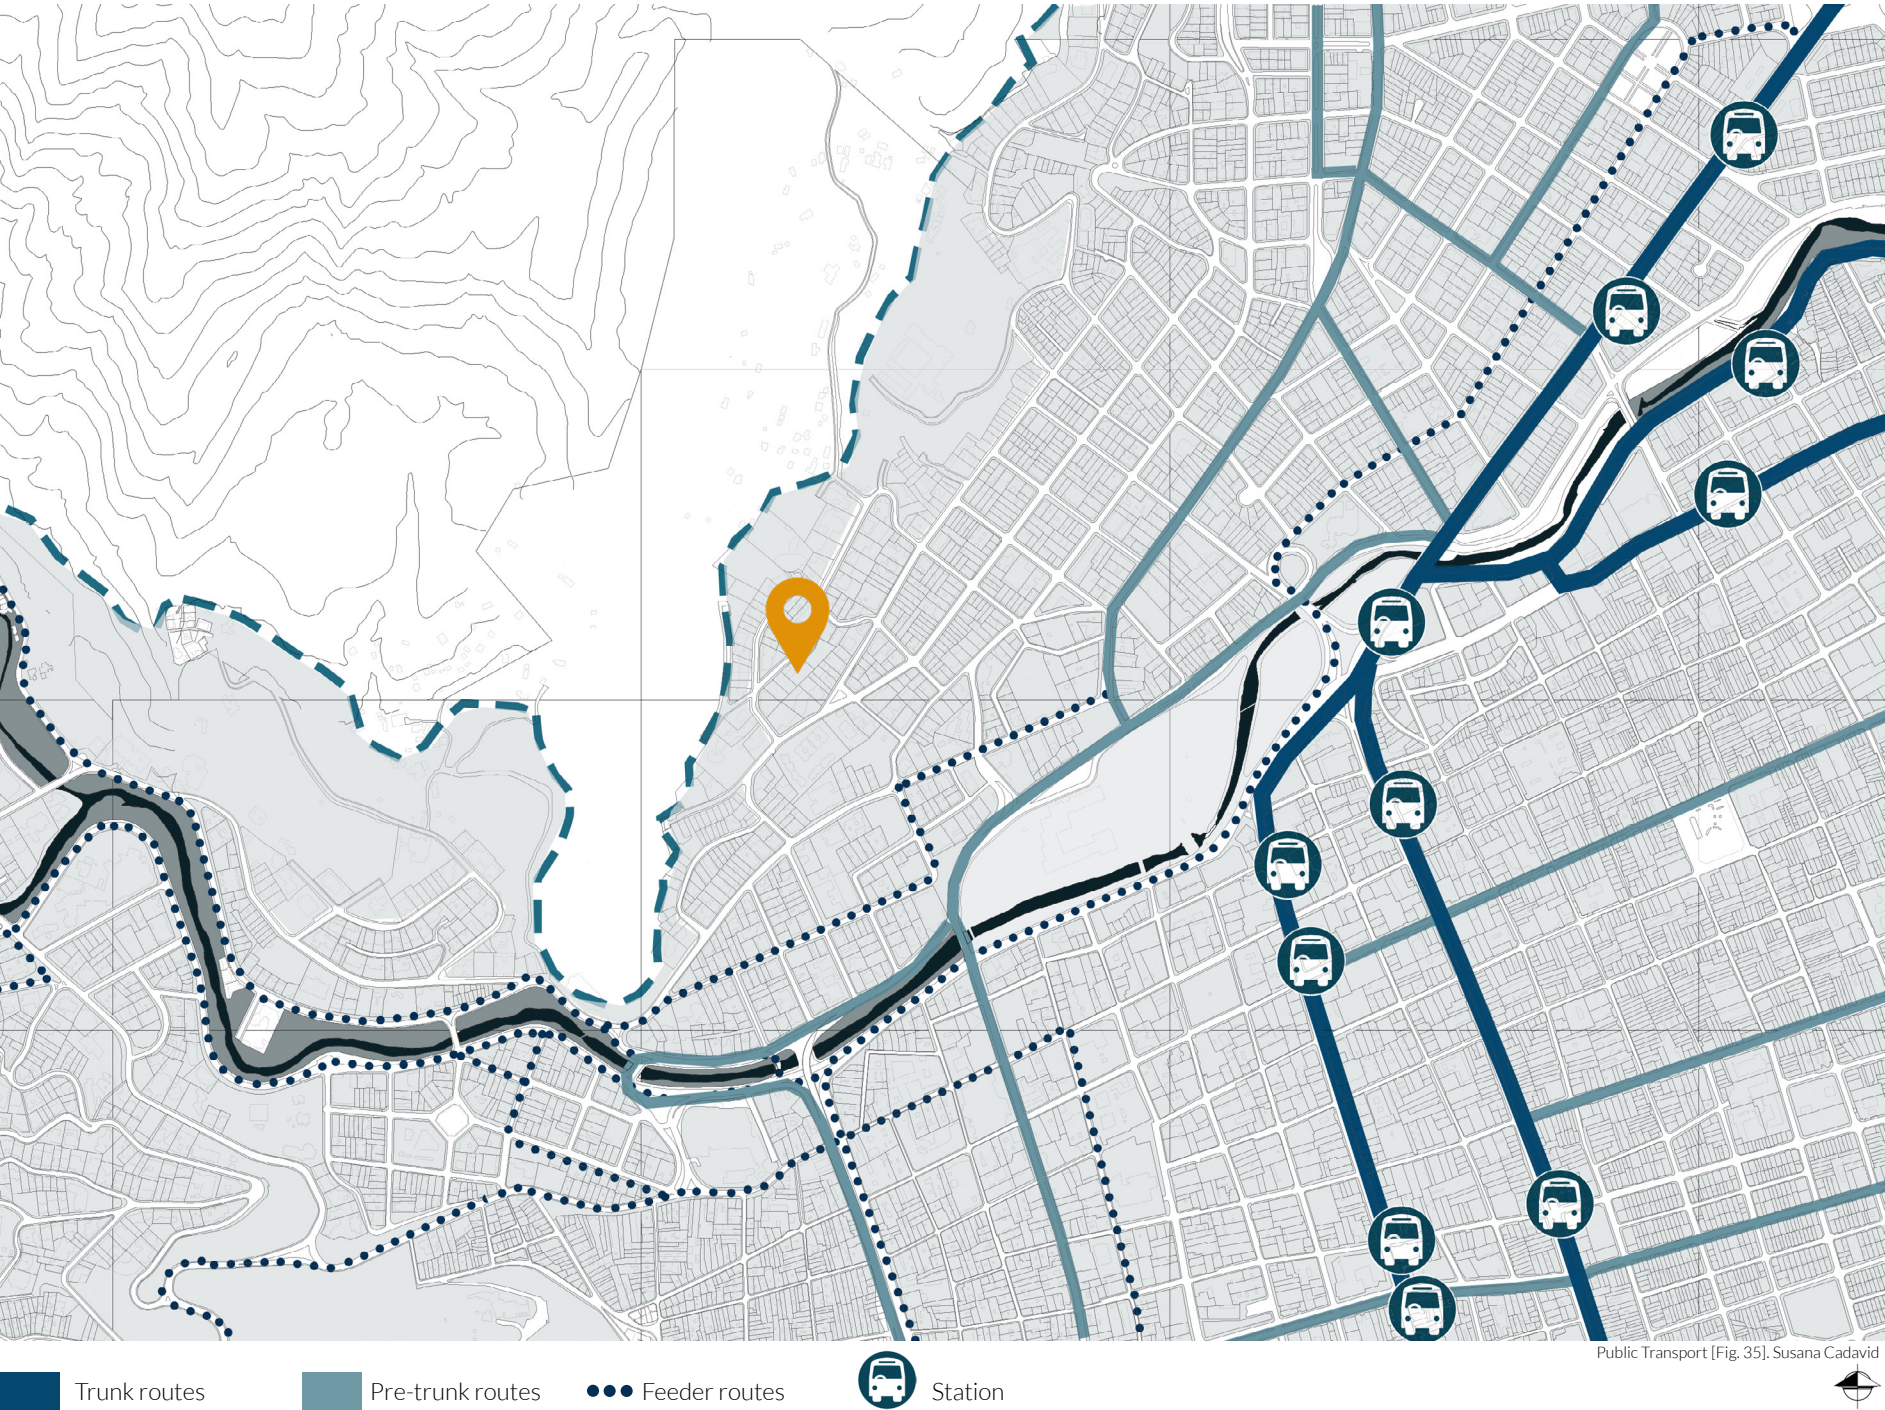 Public Transport [Fig. 35]. Susana Cadavid
Trunk routes
Pre-trunk routes
Feeder routes
Station